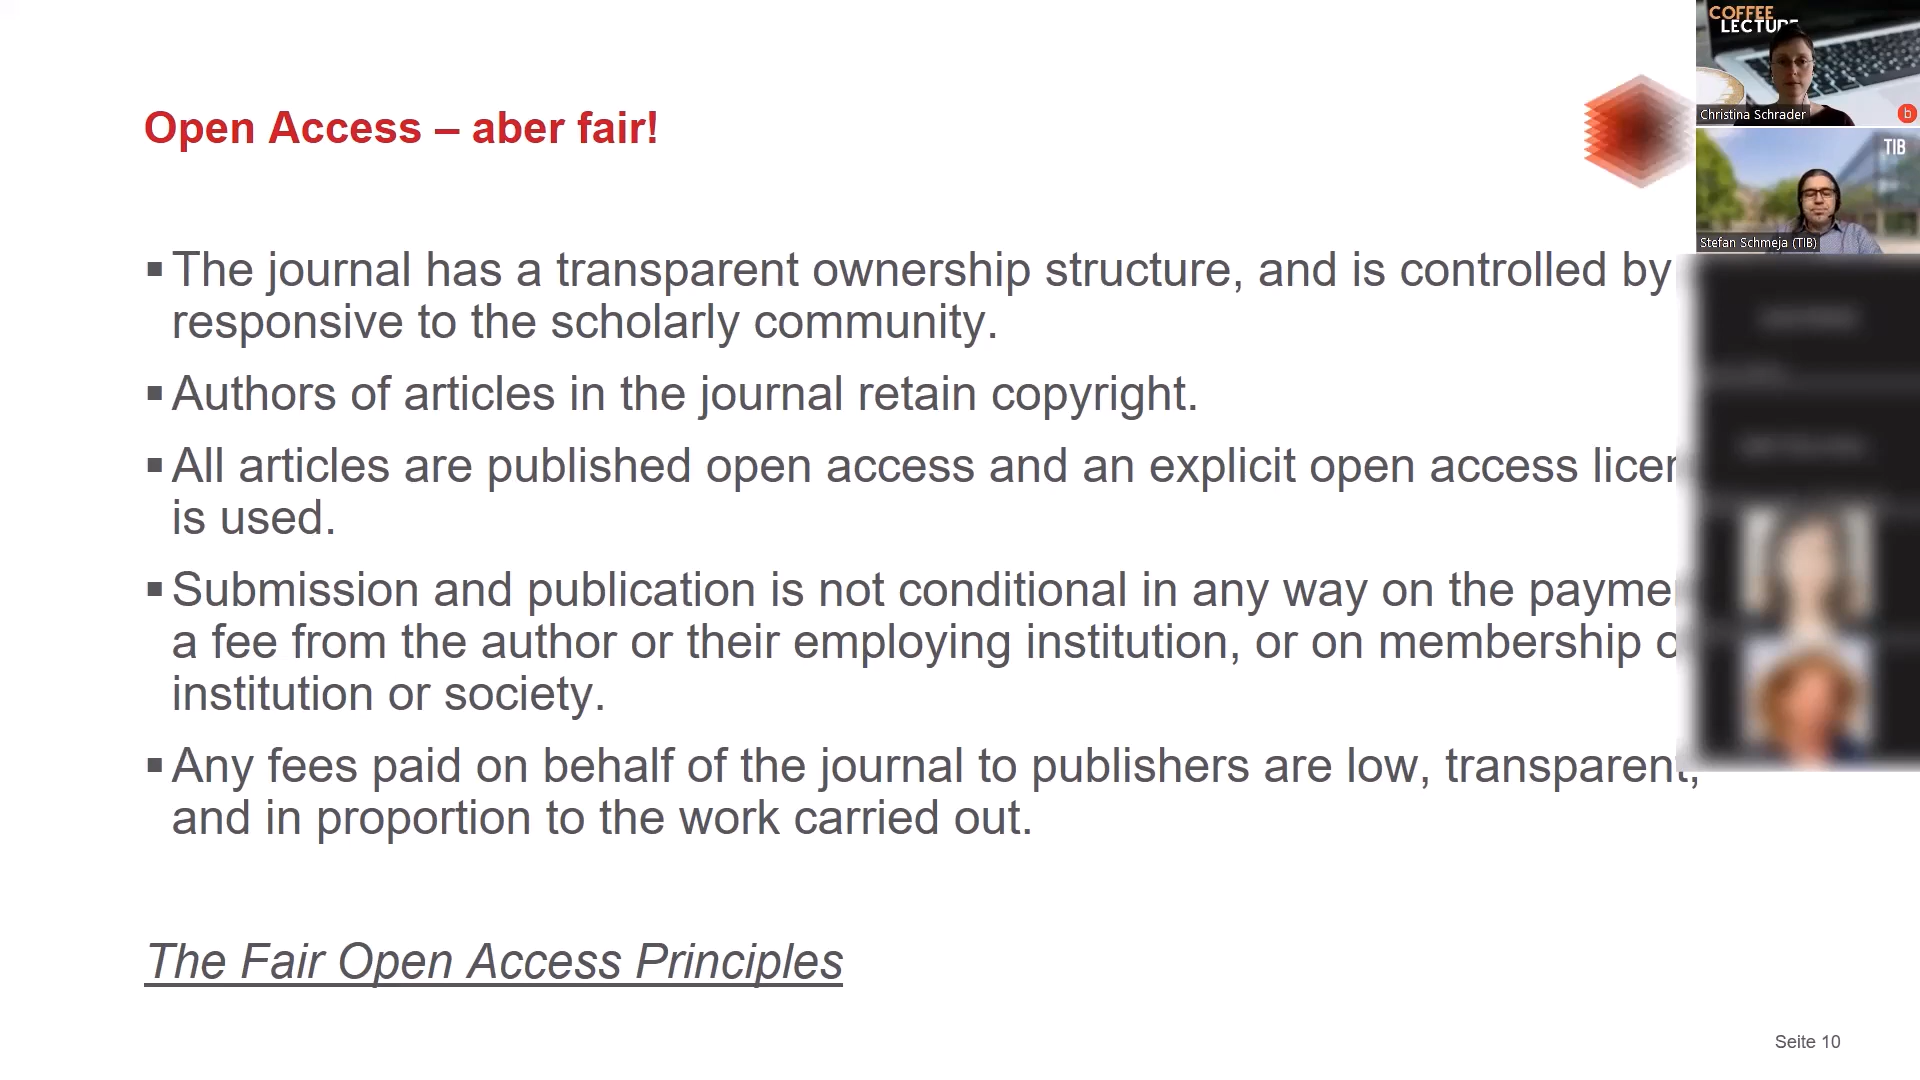 Open Access – aber fair!
▪ The journal has a transparent ownership structure, and is controlled by
responsive to the scholarly community.
▪ Authors of articles in the journal retain copyright.
▪ All articles are published open access and an explicit open access
is used.
▪ Submission and publication is not conditional in any way on the
a fee from the author or their employing institution, or on membership
institution or society.
▪ Any fees paid on behalf of the journal to publishers are low, transparent,
and in proportion to the work carried out.
The Fair Open Access Principles
Seite 10
COFFEE
LECTURE
Christina Schrader
b
TIB
Stefan Schmeja (TIB)